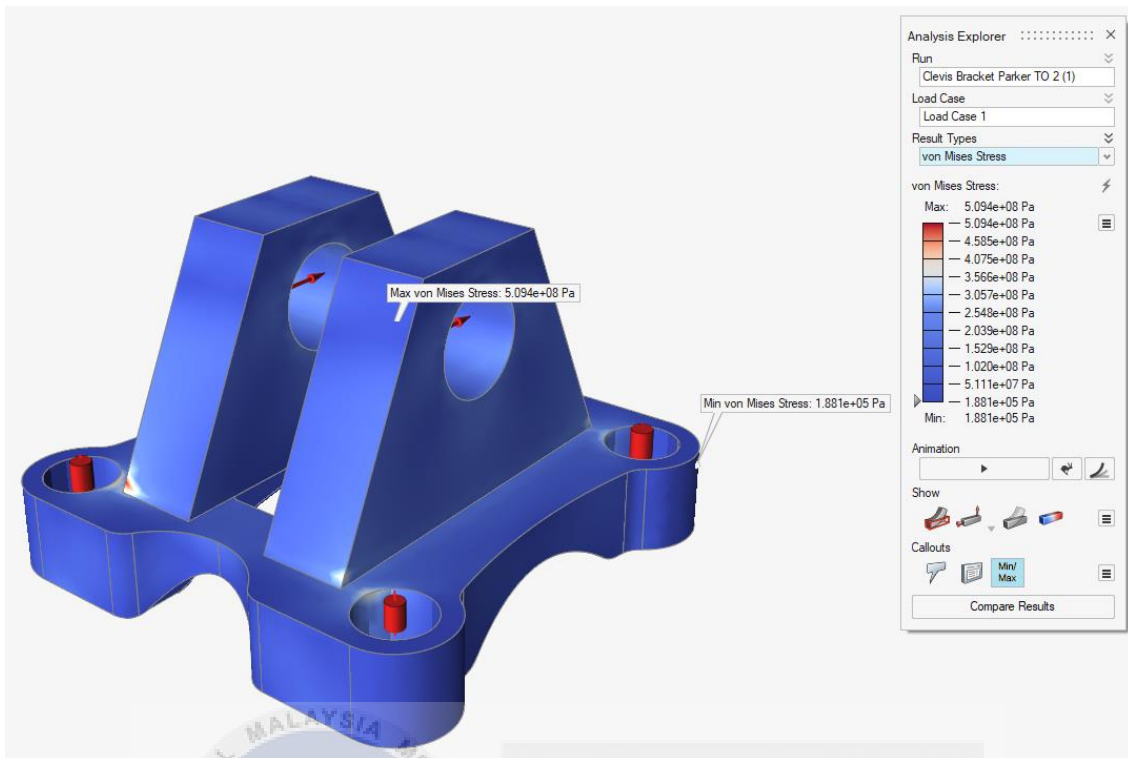 Analysis Explorer
Run
Clevis Bracket Parker TO 2 (1)
Load Case
Load Case 1
Result Types
von Mises Stress
von Mises Stress:
Max: 5.094e+08 Pa
5.094e+08 Pa
4.585e+08 Pa
4.075e+08 Pa
3.566e+08 Pa
3.057e+08 Pa
2.548e+08 Pa
2.039e+08 Pa
1.529e+08 Pa
1.020e+08 Pa
5.111e+07 Pa
1.881e+05 Pa
Min: 1.881e+05 Pa
Animation
Show
Callouts
Min/
Max
Compare Results
Max von Mises Stress: 5.094e+08 Pa
Min von Mises Stress: 1.881e+05 Pa
MALAYSIA